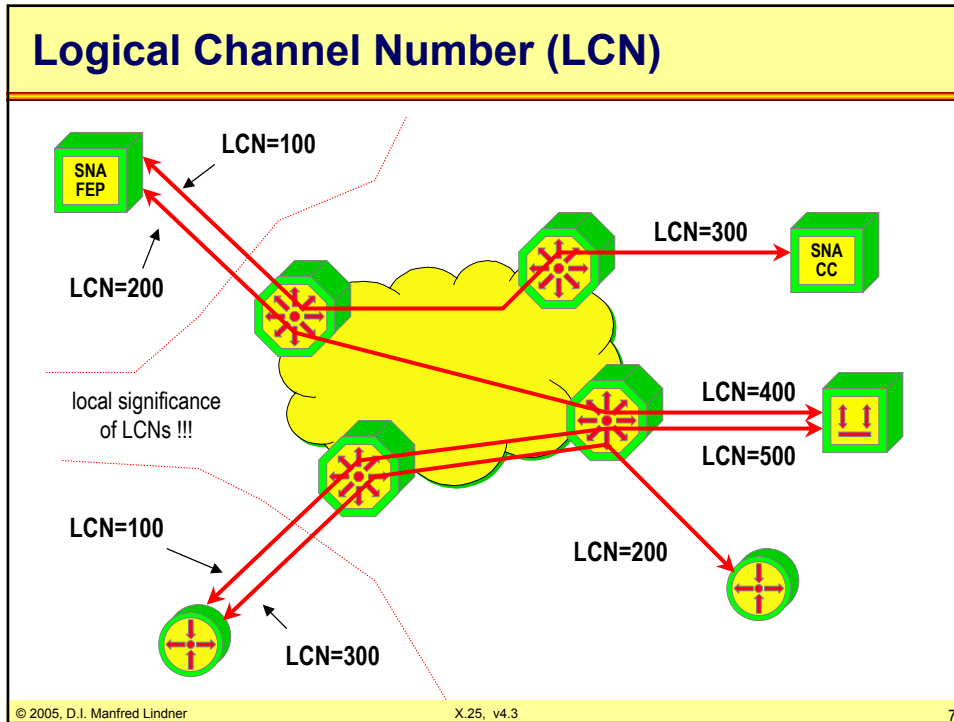 Logical Channel Number (LCN)
LCN=100
SNA
FEP
LCN=200
LCN=300
SNA
CC
local significance
of LCNs !!!
LCN=400
LCN=500
LCN=100
LCN=200
LCN=300
© 2005, D.I. Manfred Lindner
X.25, v4.3
7